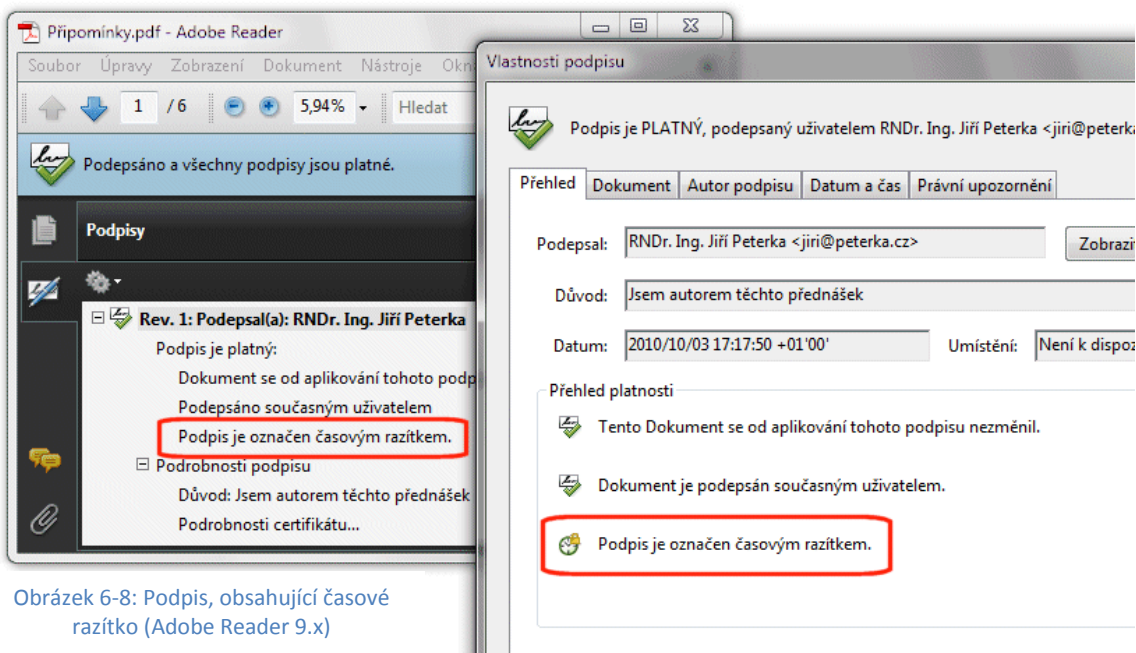 Připomínky.pdf - Adobe Reader
Soubor Úpravy Zobrazení Dokument Nástroje
1 / 6 5,94% Hledat
Podepsáno a všechny podpisy jsou platné.
Podpisy
Rev. 1: Podepsal(a): RNDr. Ing. Jiří Peterka
Podpis je platný:
Dokument se od aplikování tohoto podp
Podepsáno současným uživatelem
Podpis je označen časovým razítkem.
Podrobnosti podpisu
Důvod: Jsem autorem těchto přednášek
Podrobnosti certifikátu...
Obrázek 6-8: Podpis, obsahující časové
razítko (Adobe Reader 9.x)
Vlastnosti podpisu
Podpis je PLATNÝ, podepsaný uživatelem RNDr. Ing. Jiří Peterka <jiri@peterka
Přehled Dokument Autor podpisu Datum a čas Právní upozornění
Podepsal: RNDr. Ing. Jiří Peterka <jiri@peterka.cz> Zobrazi
Důvod: Jsem autorem těchto přednášek
Datum: 2010/10/03 17:17:50 +01'00' Umístění: Není k dispoz
Přehled platnosti
Tento Dokument se od aplikování tohoto podpisu nezměnil.
Dokument je podepsán současným uživatelem.
Podpis je označen časovým razítkem.